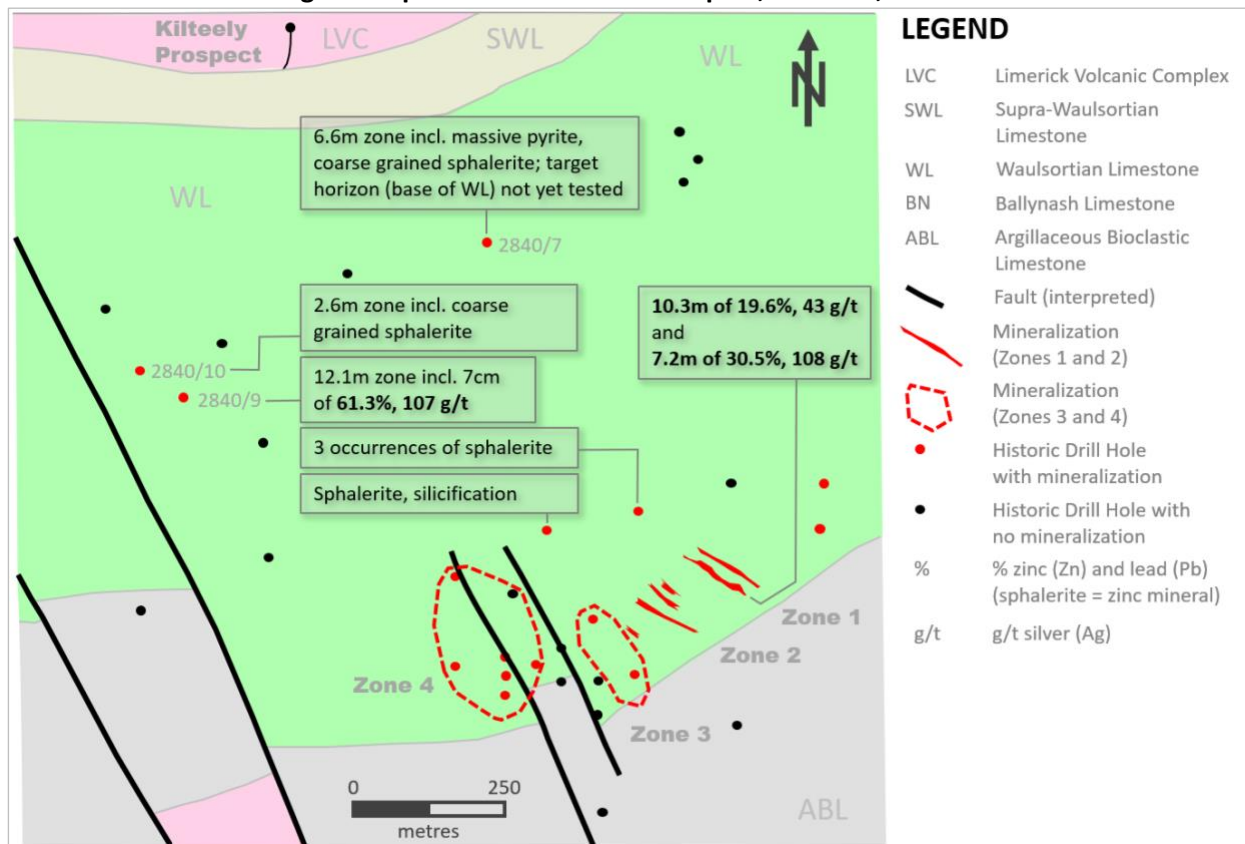 Kilteely
Prospect
LVC
SWL
WL
N
6.6m zone incl. massive pyrite,
coarse grained sphalerite; target
horizon (base of WL) not yet tested
WL
2840/7
2.6m zone incl. coarse
grained sphalerite
10.3m of 19.6%, 43 g/t
and
7.2m of 30.5%, 108 g/t
2840/10
12.1m zone incl. 7cm
of 61.3%, 107 g/t
2840/9
3 occurrences of sphalerite
Sphalerite, silicification
Zone 1
Zone 2
Zone 4
Zone 3
0
250
metres
ABL
LEGEND
LVC Limerick Volcanic Complex
SWL Supra-Waulsortian
Limestone
WL Waulsortian Limestone
BN Ballynash Limestone
ABL Argillaceous Bioclastic
Limestone
Fault (interpreted)
Mineralization
(Zones 1 and 2)
Mineralization
(Zones 3 and 4)
Historic Drill Hole
with mineralization
Historic Drill Hole with
no mineralization
% % zinc (Zn) and lead (Pb)
(sphalerite = zinc mineral)
g/t g/t silver (Ag)